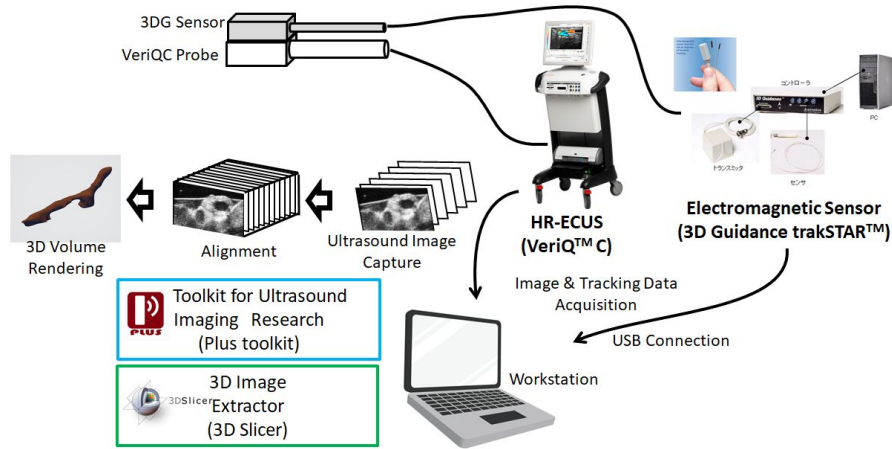 3DG Sensor
VeriQC Probe
コントローラ
3D Guidance
PC
トランスミッタ
センサ
HR-ECUS
(VeriQ™ C)
Electromagnetic Sensor
(3D Guidance trakSTAR™)
3D Volume
Rendering
Alignment
Ultrasound Image
Capture
Image & Tracking Data
Acquisition
USB Connection
Workstation
PLUS
Toolkit for Ultrasound
Imaging Research
(Plus toolkit)
3DSlicer
3D Image
Extractor
(3D Slicer)